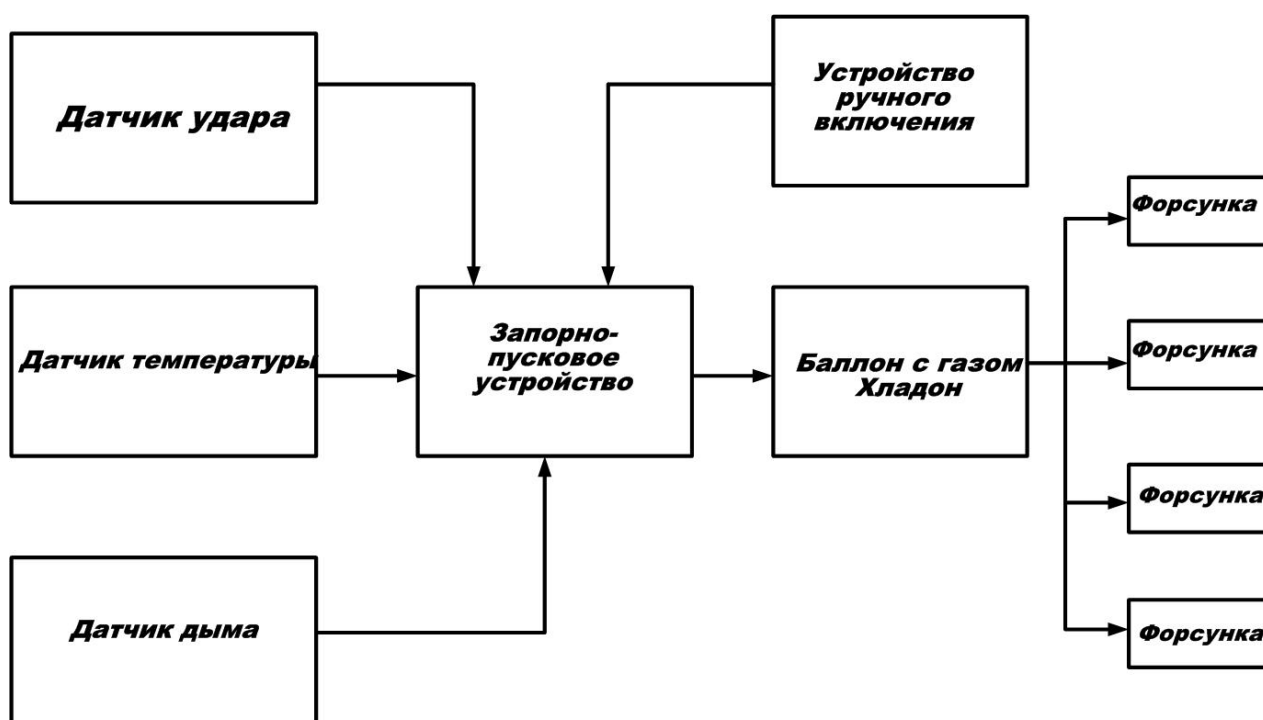 Датчик удара
Устройство
ручного
включения
Форсунка
Датчик температуры
Запорно-
пусковое
устройство
Баллон с газом
Хладон
Форсунка
Форсунка
Датчик дыма
Форсунка